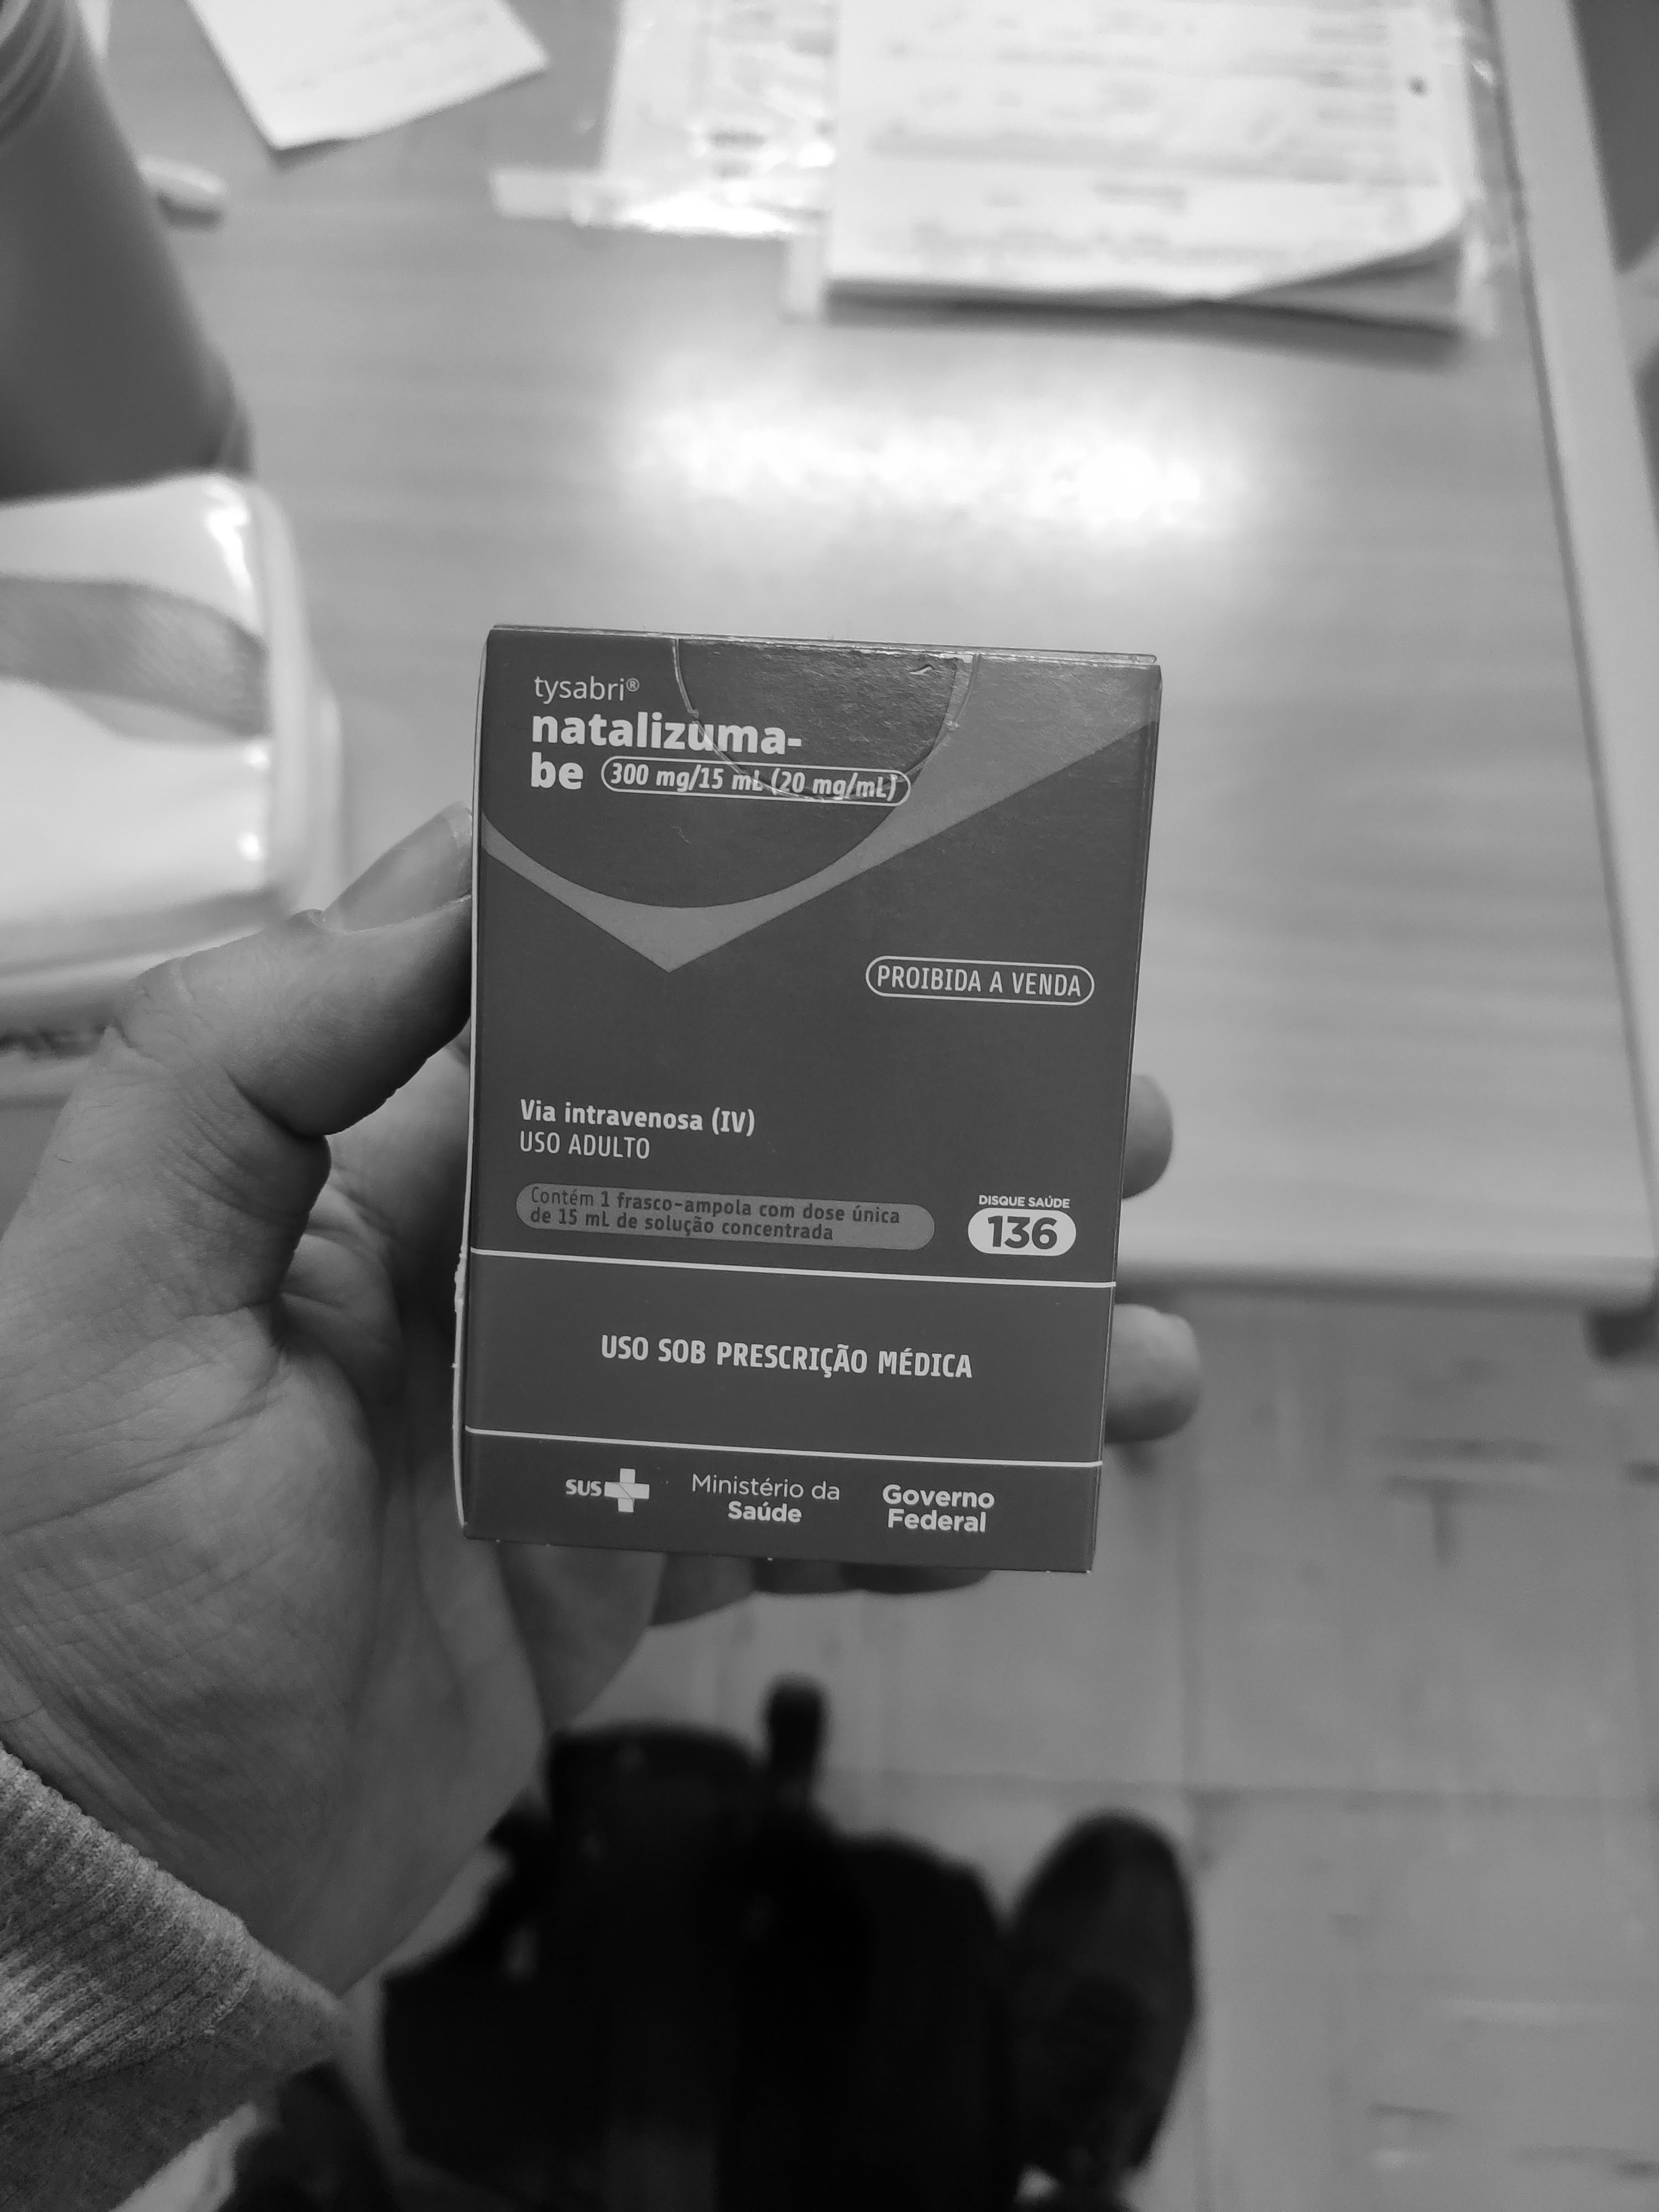 tysabri®
natalizuma-
be 300 mg/15 mL (20 mg/mL)
PROIBIDA A VENDA
Via intravenosa (IV)
USO ADULTO
Contém 1 frasco-ampola com dose única
de 15 mL de solução concentrada
DISQUE SAÚDE
136
USO SOB PRESCRIÇÃO MÉDICA
SUS
Ministério da
Saúde
Governo
Federal